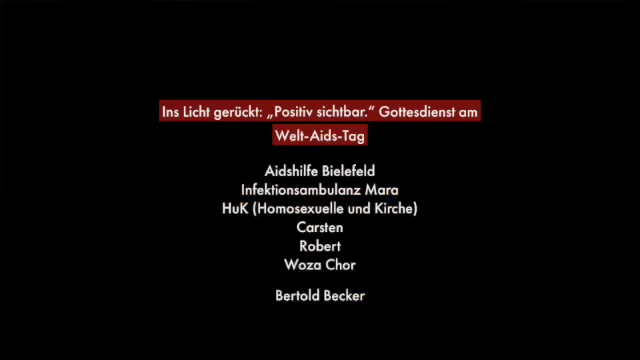 Ins Licht gerückt: „Positiv sichtbar.“ Gottesdienst am
Welt-Aids-Tag
Aidshilfe Bielefeld
Infektionsambulanz Mara
HuK (Homosexuelle und Kirche)
Carsten
Robert
Woza Chor
Bertold Becker